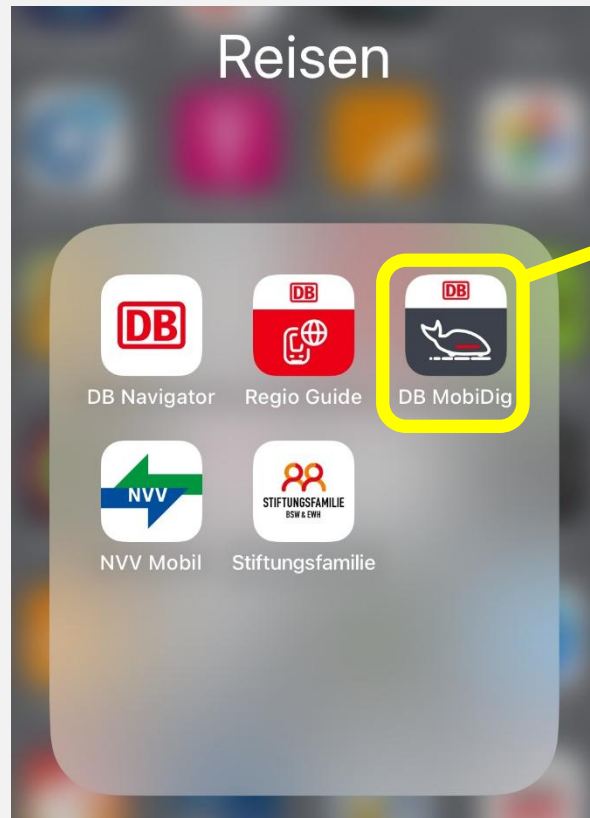 Reisen
DB
DB
DB
DB Navigator
Regio Guide
DB MobiDig
NVV
STIFTUNGSFAMILIE
BSW & EWH
NVV Mobil
Stiftungsfamilie